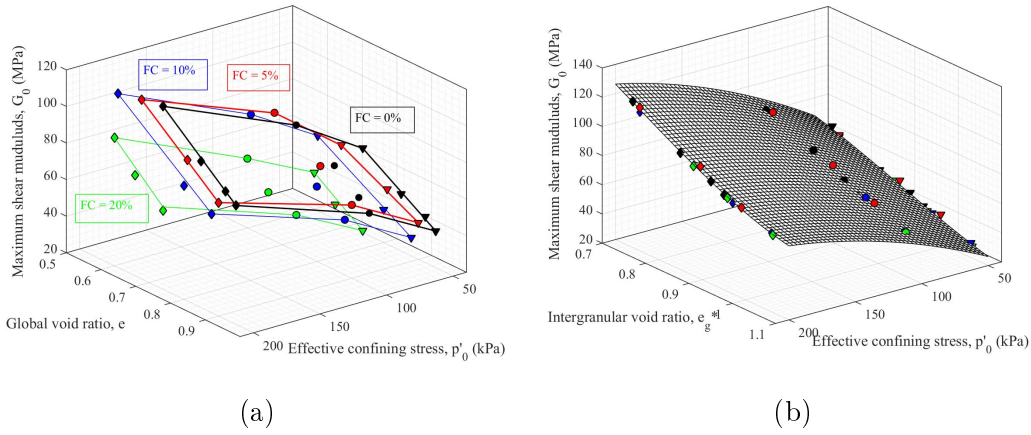 Maximum shear muduluds, G0 (MPa)
120
100
80
60
40
20
0.5
0.6
0.7
0.8
0.9
200
150
100
50
Global void ratio, e
Effective confining stress, p'0 (kPa)
FC = 10%
FC = 5%
FC = 0%
FC = 20%
(a)
Maximum shear moduluds, G0 (MPa)
140
120
100
80
60
40
20
0.7
0.8
0.9
1
1.1
200
150
100
50
Intergranular void ratio, eg*
Effective confining stress, p'0 (kPa)
(b)